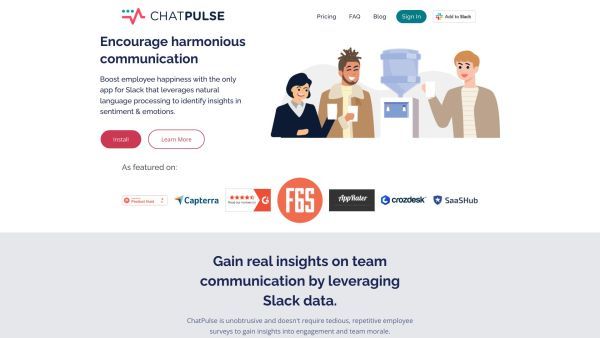 CHATPULSE
Pricing FAQ Blog Sign In Add to Slack
Encourage harmonious
communication
Boost employee happiness with the only
app for Slack that leverages natural
language processing to identify insights in
sentiment & emotions.
Install Learn More
As featured on:
Product Hunt Capterra G F6S AppRater crozdesk SaaSHub
Gain real insights on team
communication by leveraging
Slack data.
ChatPulse is unobtrusive and doesn't require tedious, repetitive employee
surveys to gain insights into engagement and team morale.